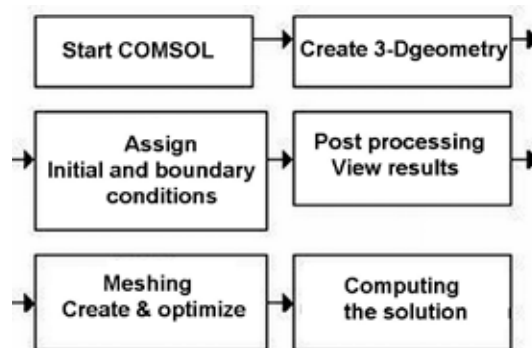 Start COMSOL
Create 3-Dgeometry
Assign
Initial and boundary
conditions
Post processing
View results
Meshing
Create & optimize
Computing
the solution